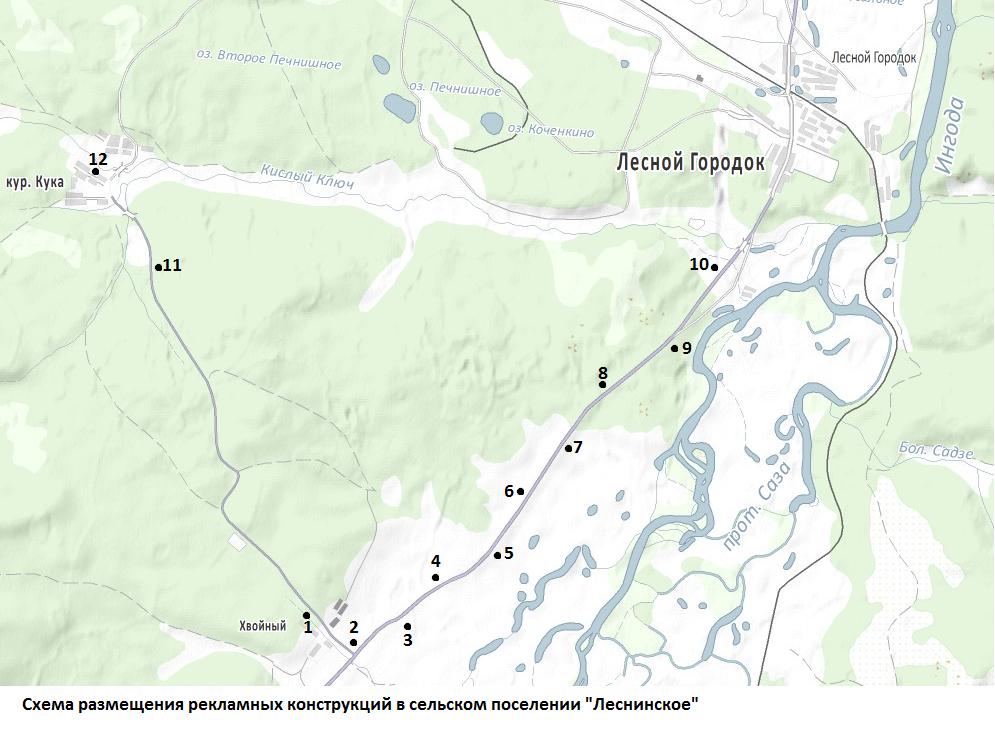 Лесной Городок
оз. Второе Печнишное
оз. Печнишное
оз. Коченкино
Ингода
12
Лесной Городок
кур. Кука
Кислый Ключ
11
10
9
8
7
Бол. Садзе
6
прот. Саза
5
4
Хвойный
1
2
3
Схема размещения рекламных конструкций в сельском поселении "Леснинское"